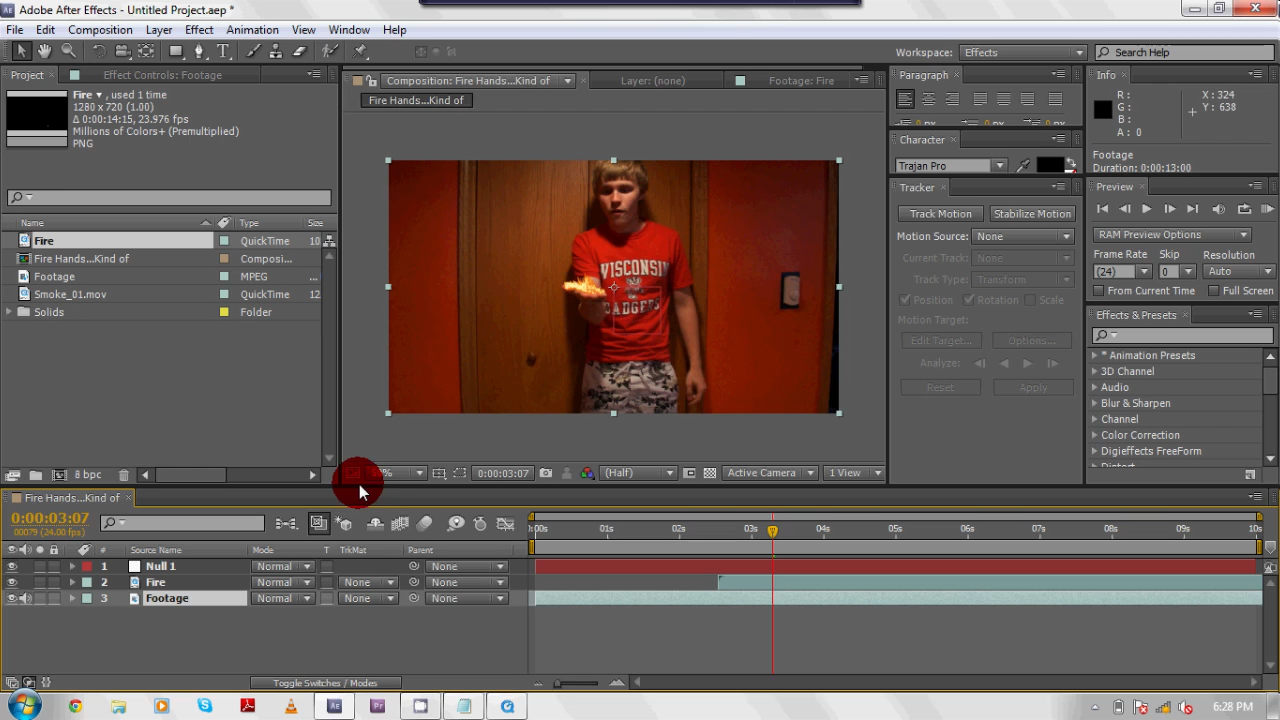 Adobe After Effects - Untitled Project.aep *
File Edit Composition Layer Effect Animation View Window Help
Workspace: Effects Search Help
Project Effect Controls: Footage
Fire ▾, used 1 time
1280 x 720 (1.00)
Δ 0:00:14:15, 23.976 fps
Millions of Colors+ (Premultiplied)
PNG
Name Type Size
Fire QuickTime 10
Fire Hands...Kind of Composi...
Footage MPEG ...
Smoke_01.mov QuickTime 12
Solids Folder
8 bpc
Composition: Fire Hands...Kind of Layer: (none) Footage: Fire
Fire Hands...Kind of
WISCONSIN
BADGERS
0:00:03:07 (Half) Active Camera 1 View
Paragraph
Character
Trajan Pro
Tracker
Track Motion Stabilize Motion
Motion Source: None
Current Track: None
Track Type: Transform
Position Rotation Scale
Motion Target:
Edit Target... Options...
Analyze:
Reset Apply
Info
R: X: 324
G: Y: 638
B:
A: 0
Footage
Duration: 0:00:13:00
Preview
RAM Preview Options
Frame Rate Skip Resolution
(24) 0 Auto
From Current Time Full Screen
Effects & Presets
* Animation Presets
3D Channel
Audio
Blur & Sharpen
Channel
Color Correction
Digieffects FreeForm
Fire Hands...Kind of
0:00:03:07
00079 (24.00 fps)
Source Name Mode T TrkMat Parent
1 Null 1 Normal None
2 Fire Normal None None
3 Footage Normal None None
0:00s 01s 02s 03s 04s 05s 06s 07s 08s 09s 10s
Toggle Switches / Modes
6:28 PM